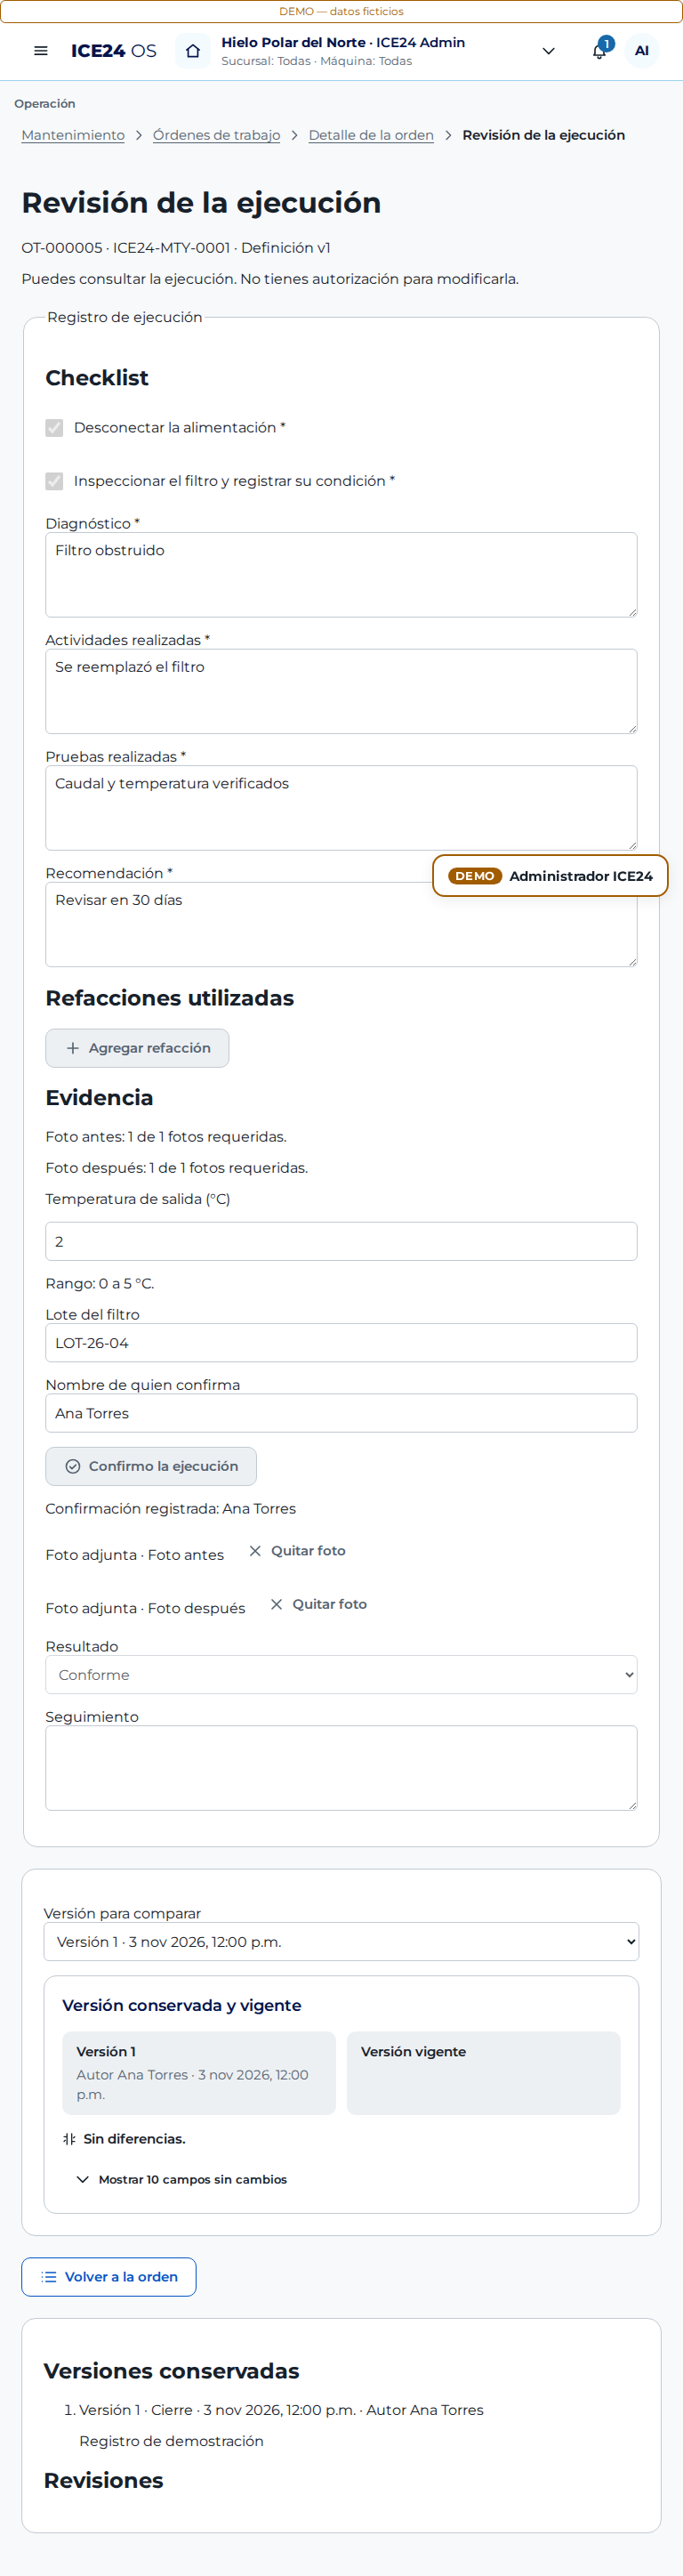 DEMO — datos ficticios
ICE24 OS
Hielo Polar del Norte · ICE24 Admin
Sucursal: Todas · Máquina: Todas
1
AI
Operación
Mantenimiento > Órdenes de trabajo > Detalle de la orden > Revisión de la ejecución
Revisión de la ejecución
OT-000005 · ICE24-MTY-0001 · Definición v1
Puedes consultar la ejecución. No tienes autorización para modificarla.
Registro de ejecución
Checklist
Desconectar la alimentación *
Inspeccionar el filtro y registrar su condición *
Diagnóstico *
Filtro obstruido
Actividades realizadas *
Se reemplazó el filtro
Pruebas realizadas *
Caudal y temperatura verificados
Recomendación *
DEMO Administrador ICE24
Revisar en 30 días
Refacciones utilizadas
Agregar refacción
Evidencia
Foto antes: 1 de 1 fotos requeridas.
Foto después: 1 de 1 fotos requeridas.
Temperatura de salida (°C)
2
Rango: 0 a 5 °C.
Lote del filtro
LOT-26-04
Nombre de quien confirma
Ana Torres
Confirmo la ejecución
Confirmación registrada: Ana Torres
Foto adjunta · Foto antes Quitar foto
Foto adjunta · Foto después Quitar foto
Resultado
Conforme
Seguimiento
Versión para comparar
Versión 1 · 3 nov 2026, 12:00 p.m.
Versión conservada y vigente
Versión 1
Autor Ana Torres · 3 nov 2026, 12:00
p.m.
Versión vigente
Sin diferencias.
Mostrar 10 campos sin cambios
Volver a la orden
Versiones conservadas
1. Versión 1 · Cierre · 3 nov 2026, 12:00 p.m. · Autor Ana Torres
Registro de demostración
Revisiones